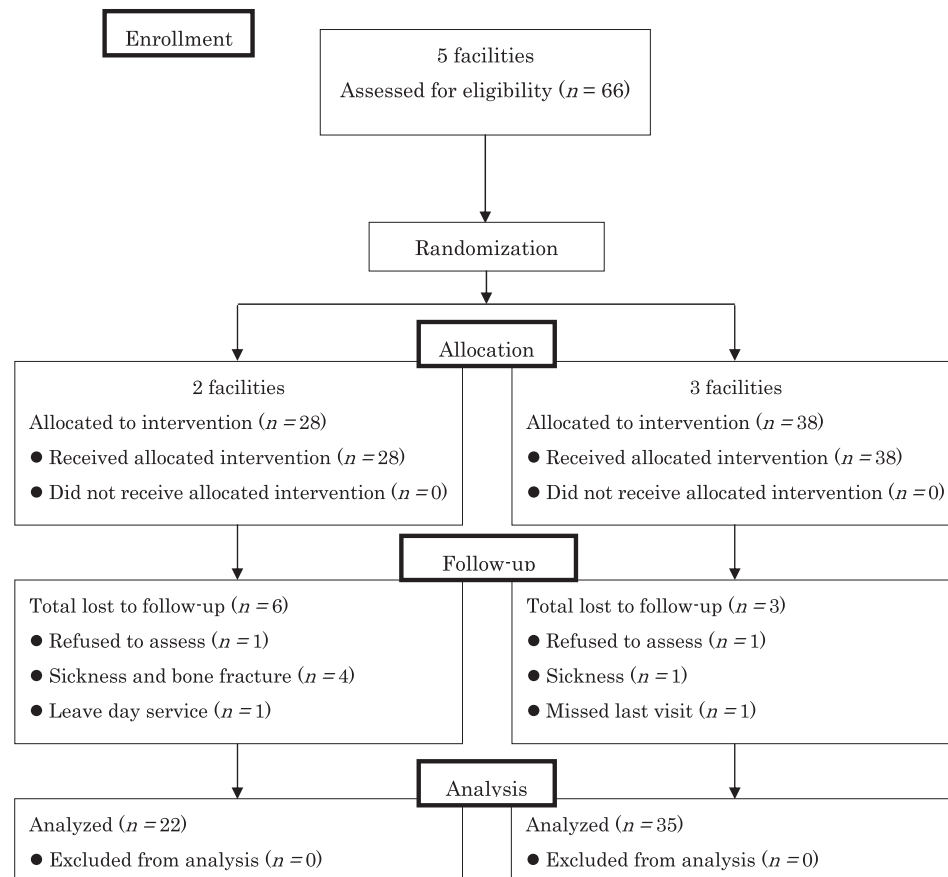 Enrollment
5 facilities
Assessed for eligibility (n = 66)
Randomization
Allocation
2 facilities
Allocated to intervention (n = 28)
● Received allocated intervention (n = 28)
● Did not receive allocated intervention (n = 0)
3 facilities
Allocated to intervention (n = 38)
● Received allocated intervention (n = 38)
● Did not receive allocated intervention (n = 0)
Follow-up
Total lost to follow-up (n = 6)
● Refused to assess (n = 1)
● Sickness and bone fracture (n = 4)
● Leave day service (n = 1)
Total lost to follow-up (n = 3)
● Refused to assess (n = 1)
● Sickness (n = 1)
● Missed last visit (n = 1)
Analysis
Analyzed (n = 22)
● Excluded from analysis (n = 0)
Analyzed (n = 35)
● Excluded from analysis (n = 0)